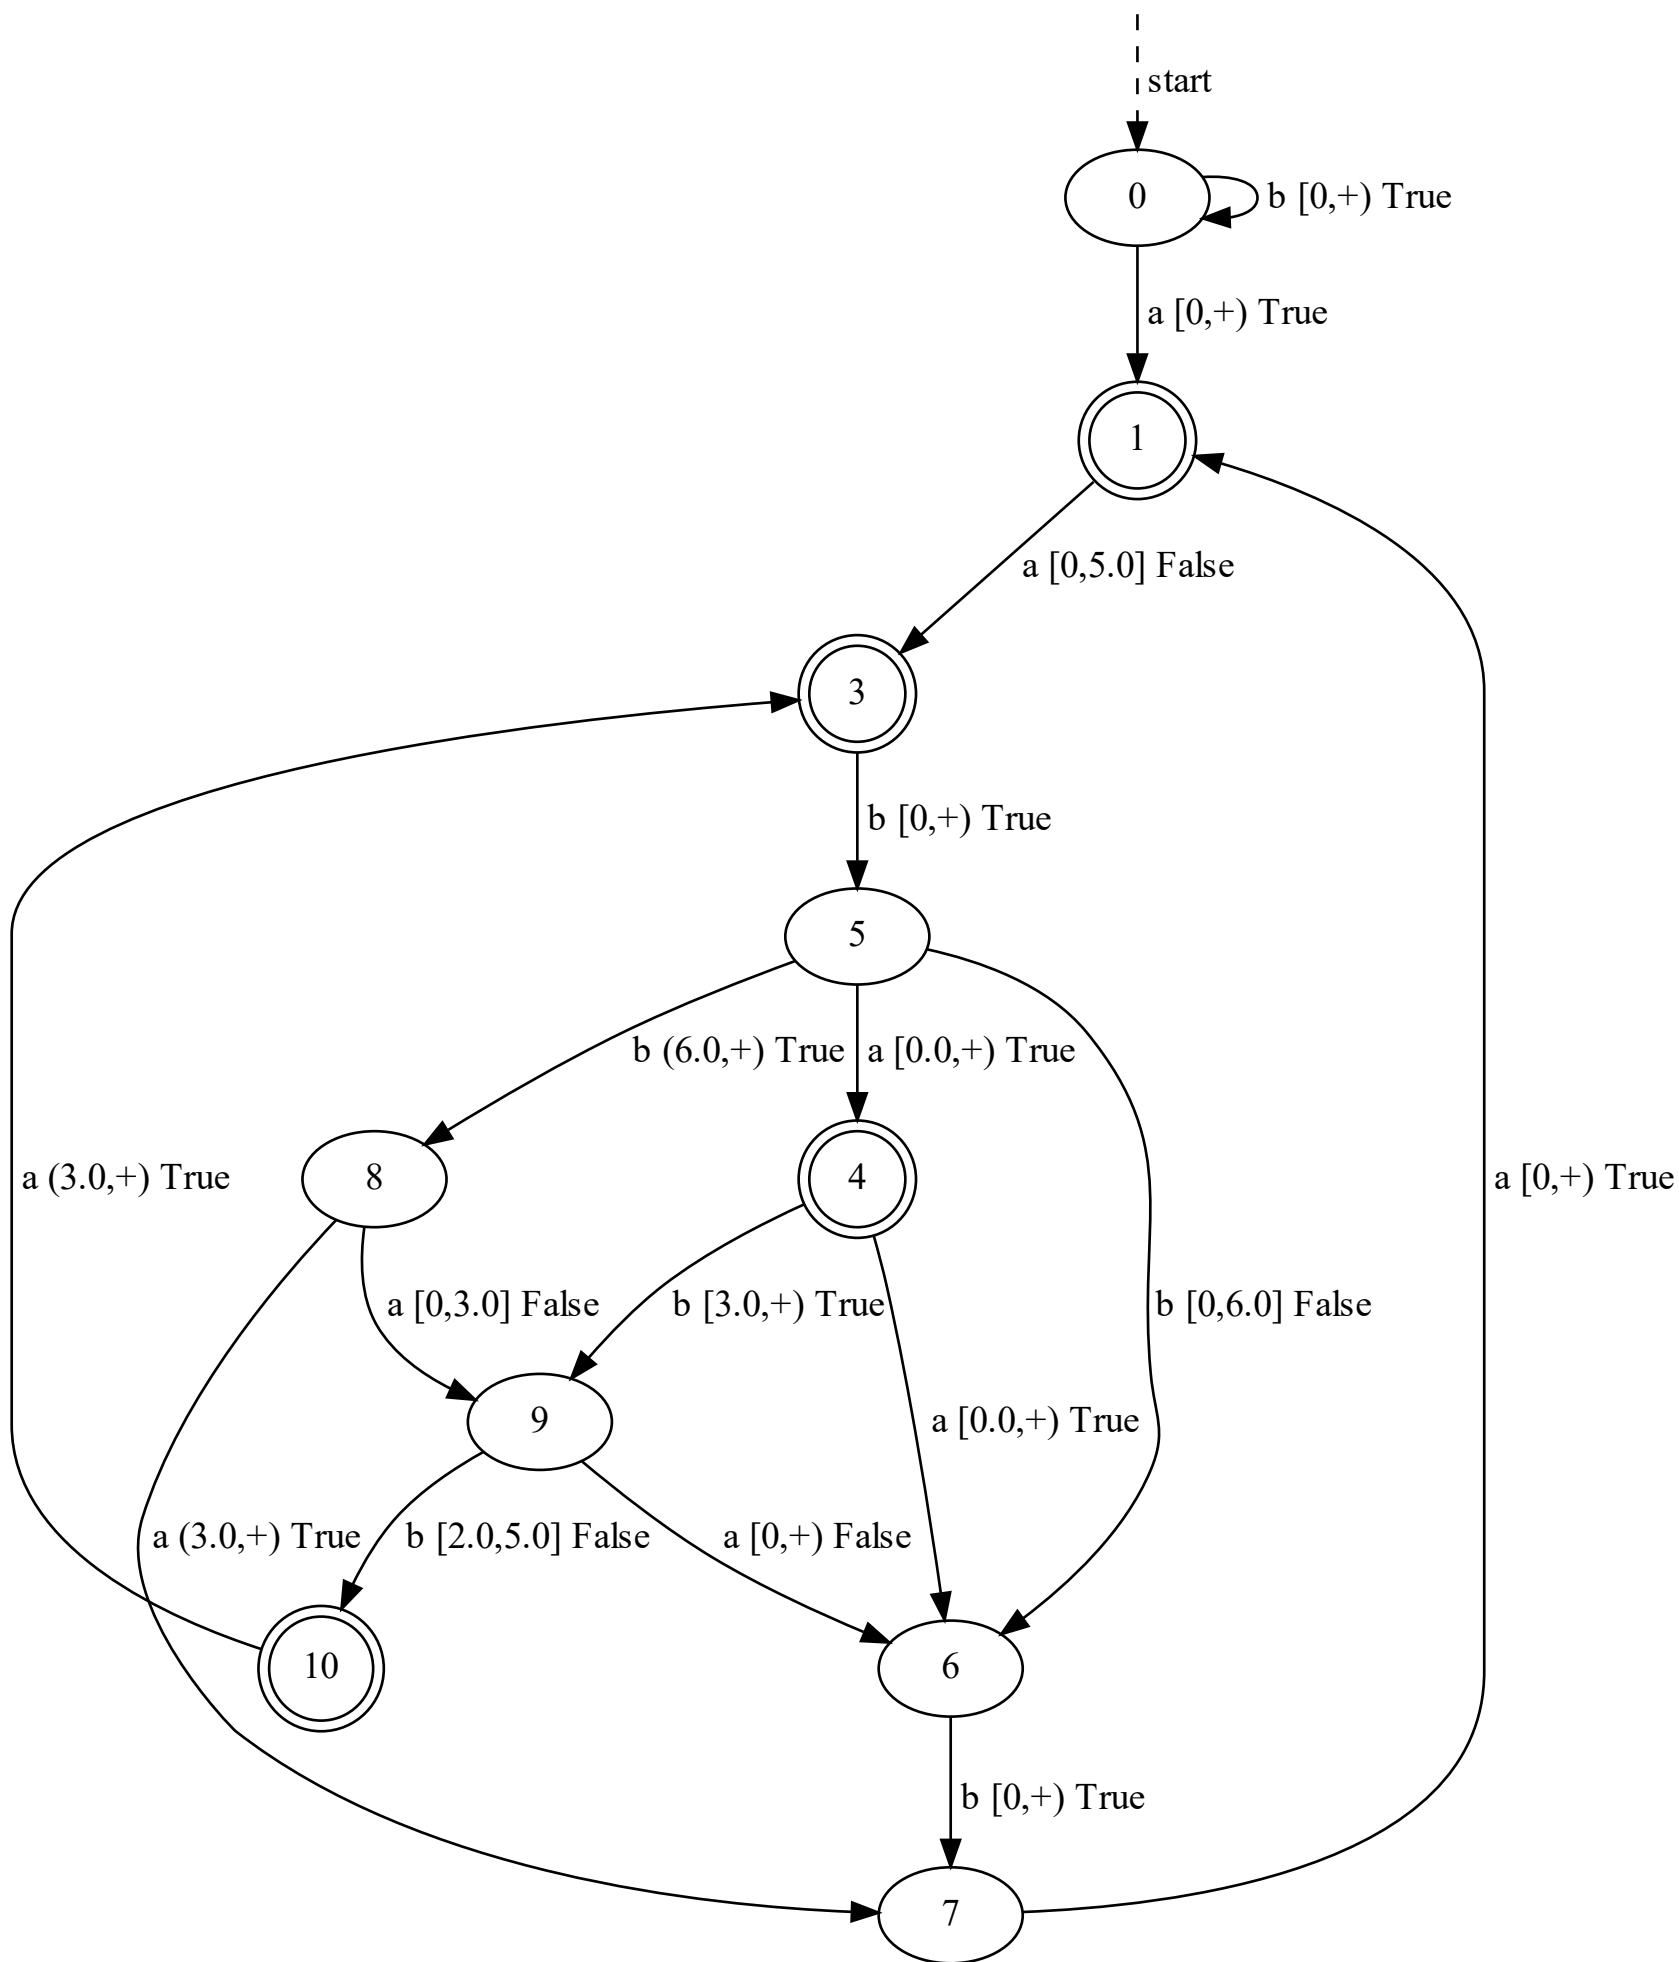 start
0
b [0,+) True
a [0,+) True
1
a [0,5.0] False
3
b [0,+) True
5
b (6.0,+) True
a [0.0,+) True
a (3.0,+) True
8
4
a [0,+) True
a [0,3.0] False
b [3.0,+) True
b [0,6.0] False
9
a [0.0,+) True
a (3.0,+) True
b [2.0,5.0] False
a [0,+) False
10
6
b [0,+) True
7